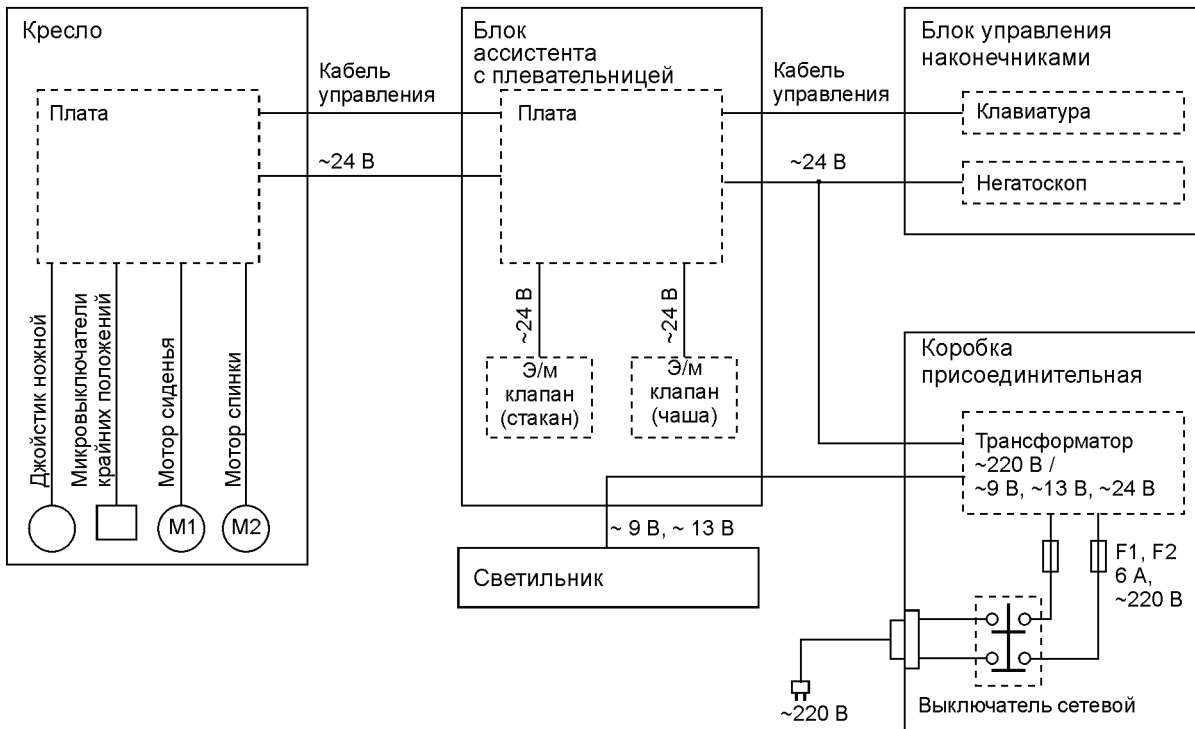 Кресло
Плата
Джойстик ножной
Микровыключатели
крайних положений
Мотор сиденья
Мотор спинки
М1
М2
Кабель
управления
~24 В
Блок
ассистента
с плевательницей
Плата
~24 В
~24 В
Э/м
клапан
(стакан)
Э/м
клапан
(чаша)
Кабель
управления
~24 В
Блок управления
наконечниками
Клавиатура
Негатоскоп
Коробка
присоединительная
Трансформатор
~220 В /
~9 В, ~13 В, ~24 В
~ 9 В, ~ 13 В
Светильник
F1, F2
6 А,
~220 В
~220 В
Выключатель сетевой